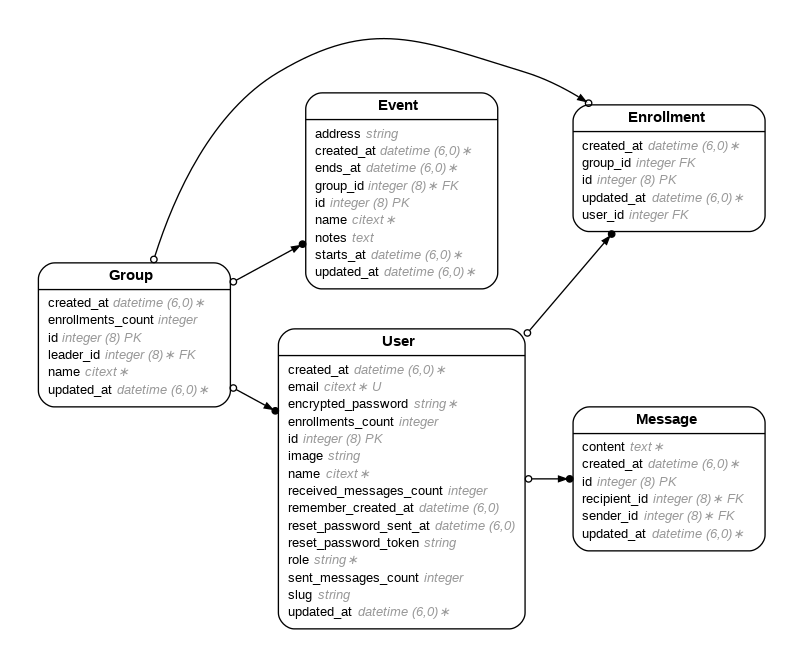 Event
address string
created_at datetime (6,0)∗
ends_at datetime (6,0)∗
group_id integer (8)∗ FK
id integer (8) PK
name citext∗
notes text
starts_at datetime (6,0)∗
updated_at datetime (6,0)∗
Enrollment
created_at datetime (6,0)∗
group_id integer FK
id integer (8) PK
updated_at datetime (6,0)∗
user_id integer FK
Group
created_at datetime (6,0)∗
enrollments_count integer
id integer (8) PK
leader_id integer (8)∗ FK
name citext∗
updated_at datetime (6,0)∗
User
created_at datetime (6,0)∗
email citext∗ U
encrypted_password string∗
enrollments_count integer
id integer (8) PK
image string
name citext∗
received_messages_count integer
remember_created_at datetime (6,0)
reset_password_sent_at datetime (6,0)
reset_password_token string
role string∗
sent_messages_count integer
slug string
updated_at datetime (6,0)∗
Message
content text∗
created_at datetime (6,0)∗
id integer (8) PK
recipient_id integer (8)∗ FK
sender_id integer (8)∗ FK
updated_at datetime (6,0)∗